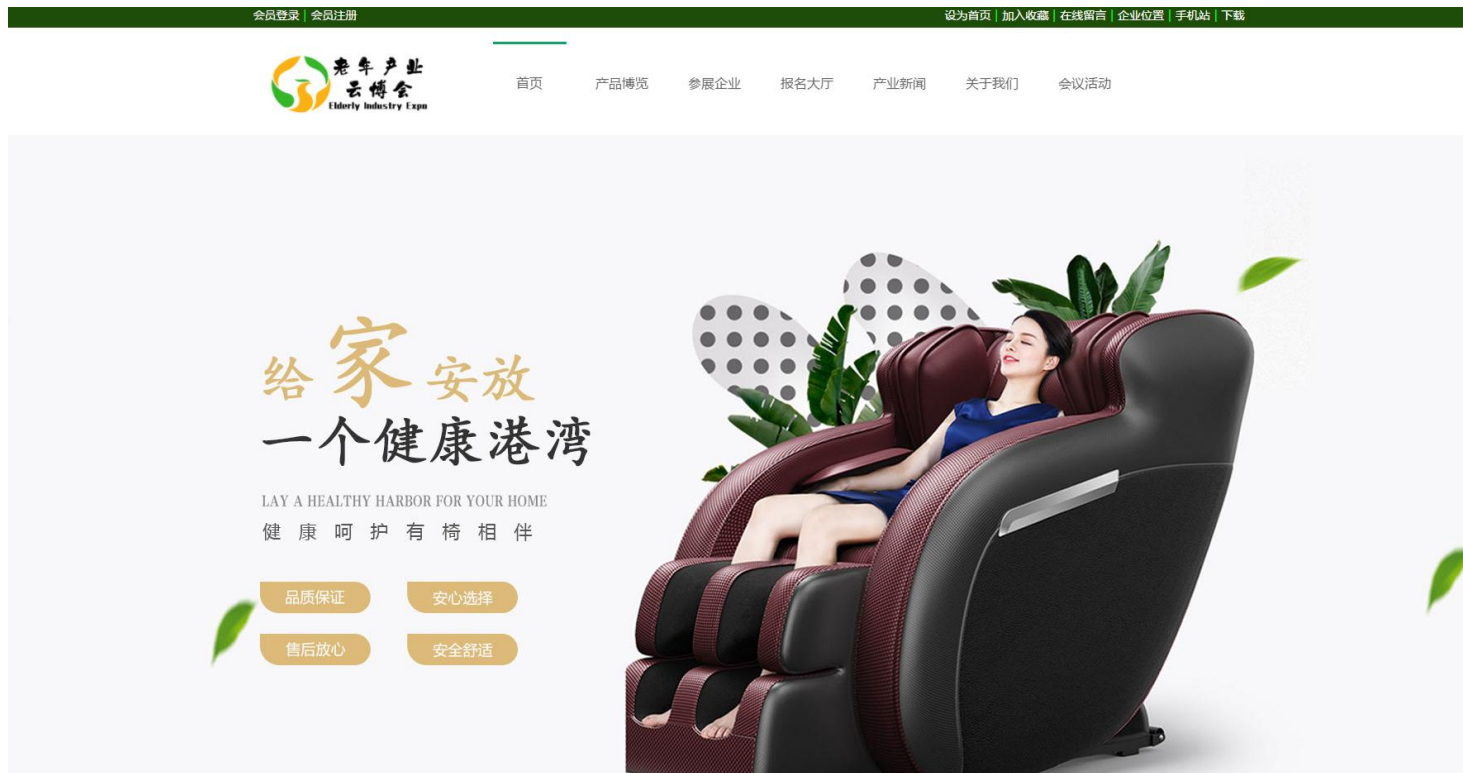 会员登录 | 会员注册
设为首页 | 加入收藏 | 在线留言 | 企业位置 | 手机站 | 下载
老年产业
云博会
Elderly Industry Expo
首页 产品博览 参展企业 报名大厅 产业新闻 关于我们 会议活动
给家安放
一个健康港湾
LAY A HEALTHY HARBOR FOR YOUR HOME
健康呵护有椅相伴
品质保证 安心选择
售后放心 安全舒适